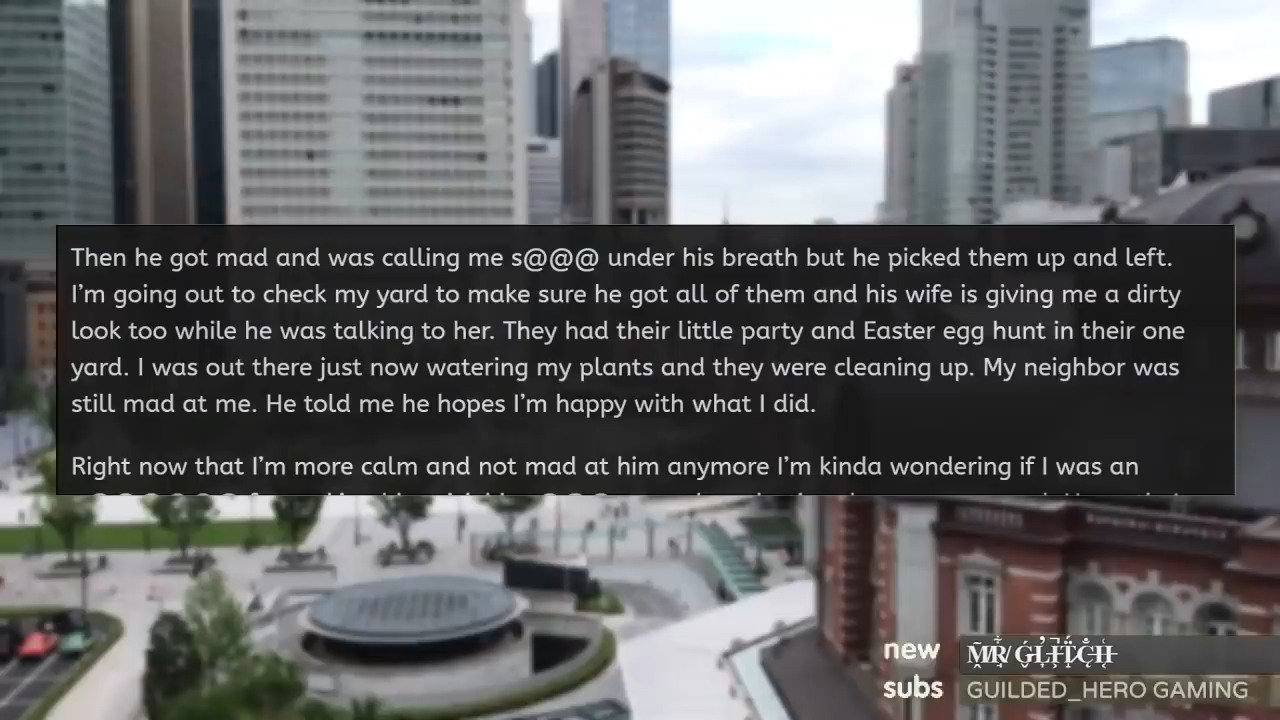 Then he got mad and was calling me s@@@ under his breath but he picked them up and left.
I'm going out to check my yard to make sure he got all of them and his wife is giving me a dirty
look too while he was talking to her. They had their little party and Easter egg hunt in their one
yard. I was out there just now watering my plants and they were cleaning up. My neighbor was
still mad at me. He told me he hopes I'm happy with what I did.
Right now that I'm more calm and not mad at him anymore I'm kinda wondering if I was an
new
MR GLITCH
subs
GUILDED_HERO GAMING